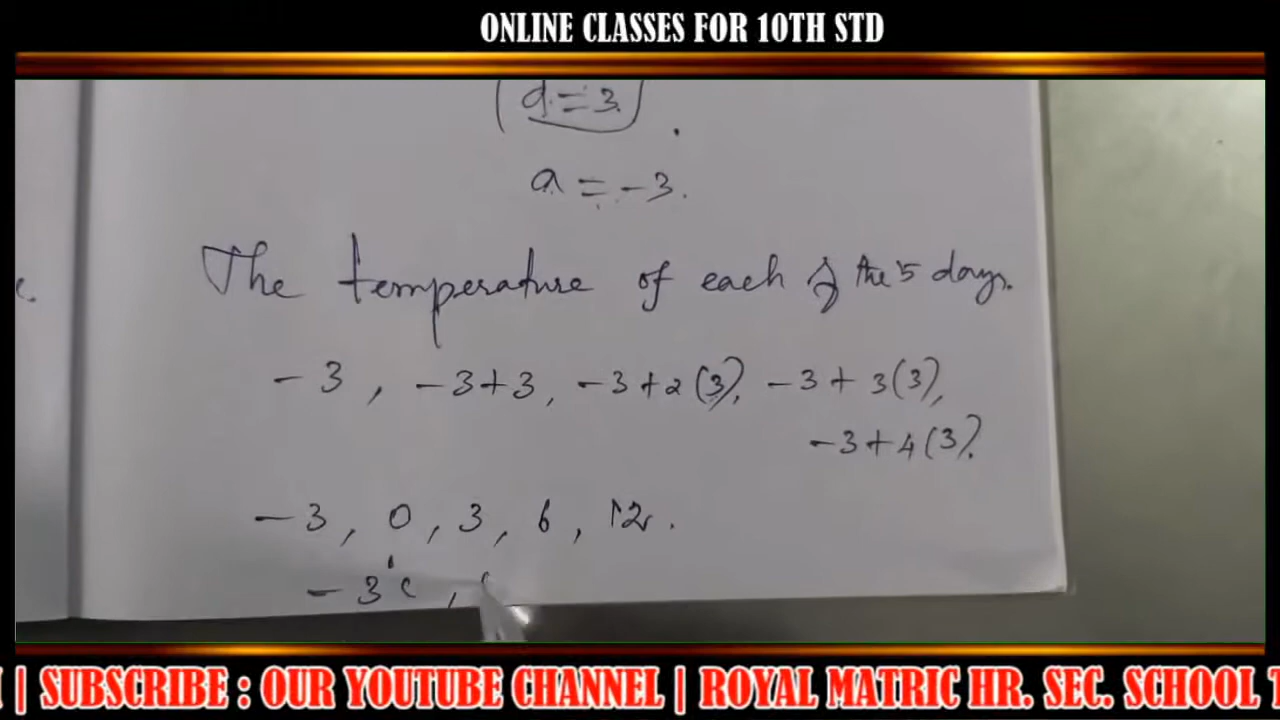 ONLINE CLASSES FOR 10TH STD
d = 3
a = -3.
The temperature of each of the 5 days.
-3, -3+3, -3+2(3), -3+3(3),
-3+4(3).
-3, 0, 3, 6, 12.
-3°c, 
| SUBSCRIBE : OUR YOUTUBE CHANNEL | ROYAL MATRIC HR. SEC. SCHOOL